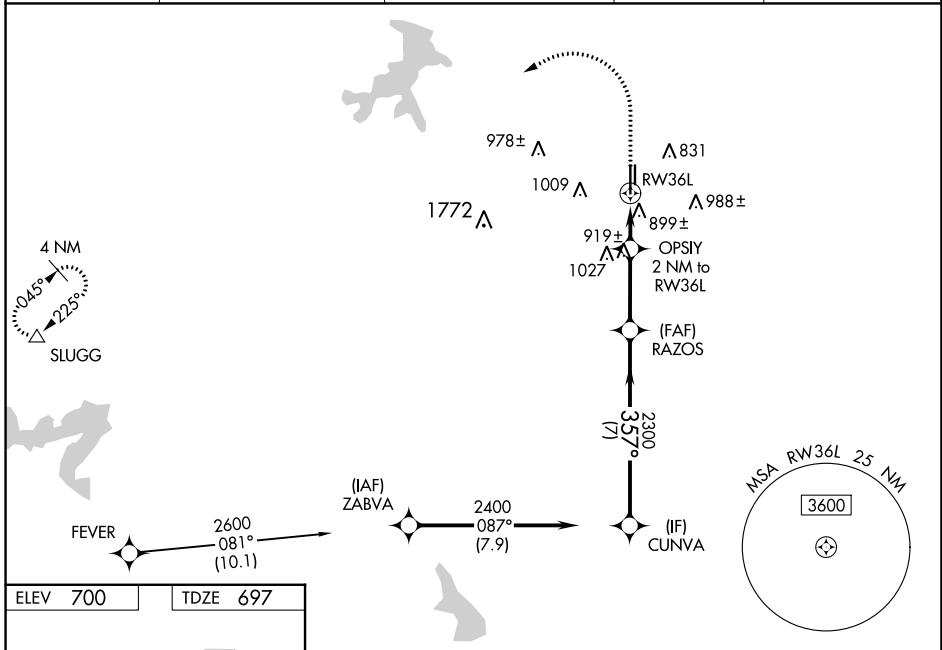 978±
831
RW36L
1009
988±
1772
899±
919±
OPSIY
2 NM to
RW36L
1027
4 NM
045°
225°
SLUGG
(FAF)
RAZOS
2300
357°
(7)
MSA RW36L 25 NM
3600
(IAF)
ZABVA
2400
087°
(7.9)
(IF)
CUNVA
FEVER
2600
081°
(10.1)
ELEV 700
TDZE 697